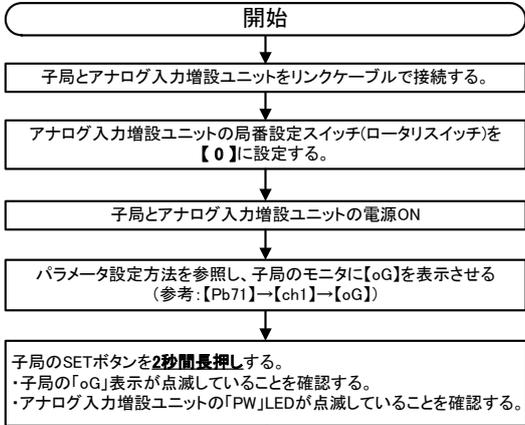 開始
子局とアナログ入力増設ユニットをリンクケーブルで接続する。
アナログ入力増設ユニットの局番設定スイッチ(ロータリスイッチ)を
【 0 】に設定する。
子局とアナログ入力増設ユニットの電源ON
パラメータ設定方法を参照し、子局のモニタに【oG】を表示させる
(参考:【Pb71】→【ch1】→【oG】)
子局のSETボタンを2秒間長押しする。
・子局の「oG」表示が点滅していることを確認する。
・アナログ入力増設ユニットの「PW」LEDが点滅していることを確認する。